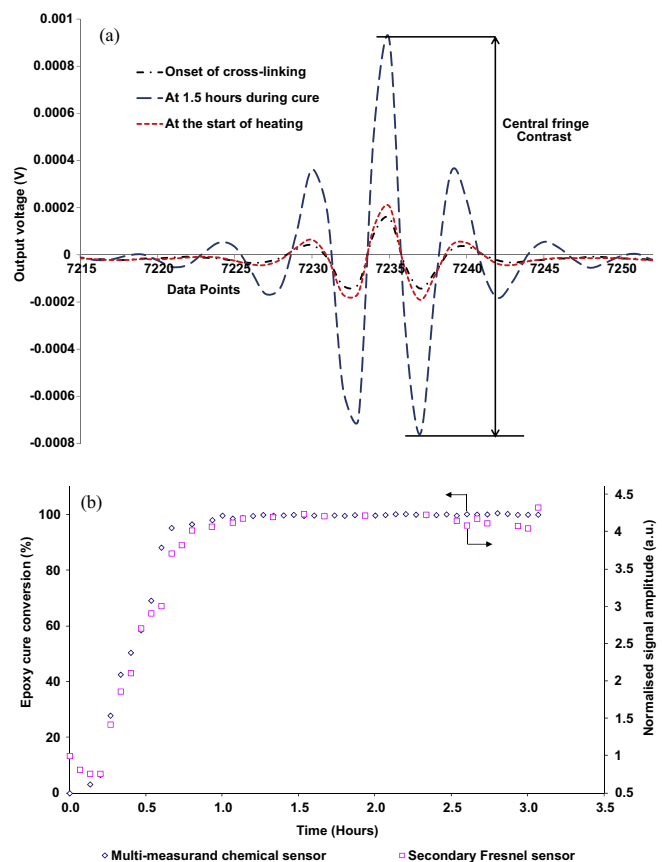 (a)
0.001
0.0008
0.0006
0.0004
0.0002
0
-0.0002
-0.0004
-0.0006
-0.0008
Output voltage (V)
Onset of cross-linking
At 1.5 hours during cure
At the start of heating
Central fringe
Contrast
7215 7220 7225 7230 7235 7240 7245 7250
Data Points
(b)
100
80
60
40
20
0
Epoxy cure conversion (%)
4.5
4
3.5
3
2.5
2
1.5
1
0.5
Normalised signal amplitude (a.u.)
0.0 0.5 1.0 1.5 2.0 2.5 3.0 3.5
Time (Hours)
Multi-measurand chemical sensor
Secondary Fresnel sensor